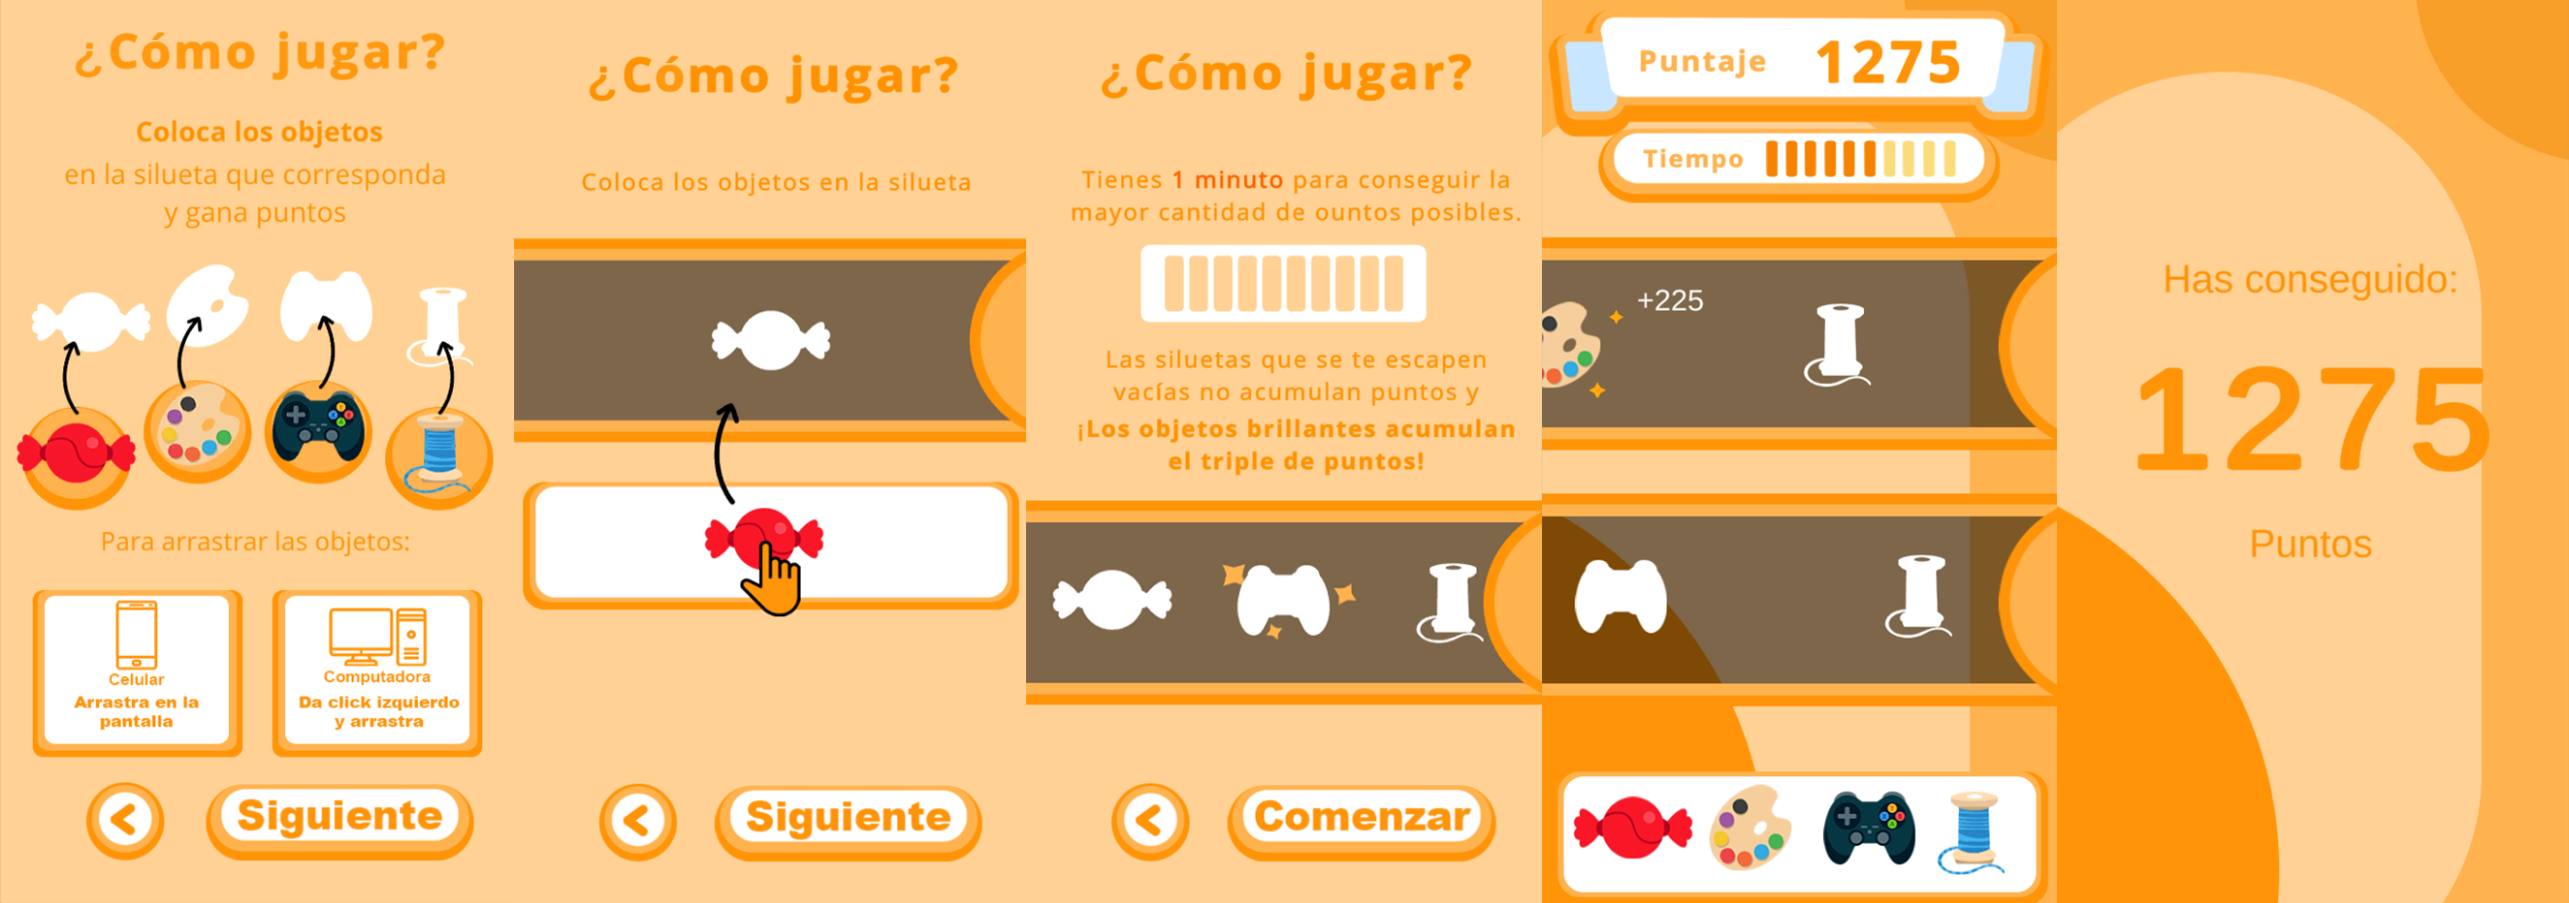 ¿Cómo jugar?
Coloca los objetos
en la silueta que corresponda
y gana puntos
Para arrastrar las objetos:
Celular
Arrastra en la
pantalla
Computadora
Da click izquierdo
y arrastra
<
Siguiente
¿Cómo jugar?
Coloca los objetos en la silueta
<
Siguiente
¿Cómo jugar?
Tienes 1 minuto para conseguir la
mayor cantidad de ountos posibles.
Las siluetas que se te escapen
vacías no acumulan puntos y
¡Los objetos brillantes acumulan
el triple de puntos!
<
Comenzar
Puntaje 1275
Tiempo
+225
Has conseguido:
1275
Puntos